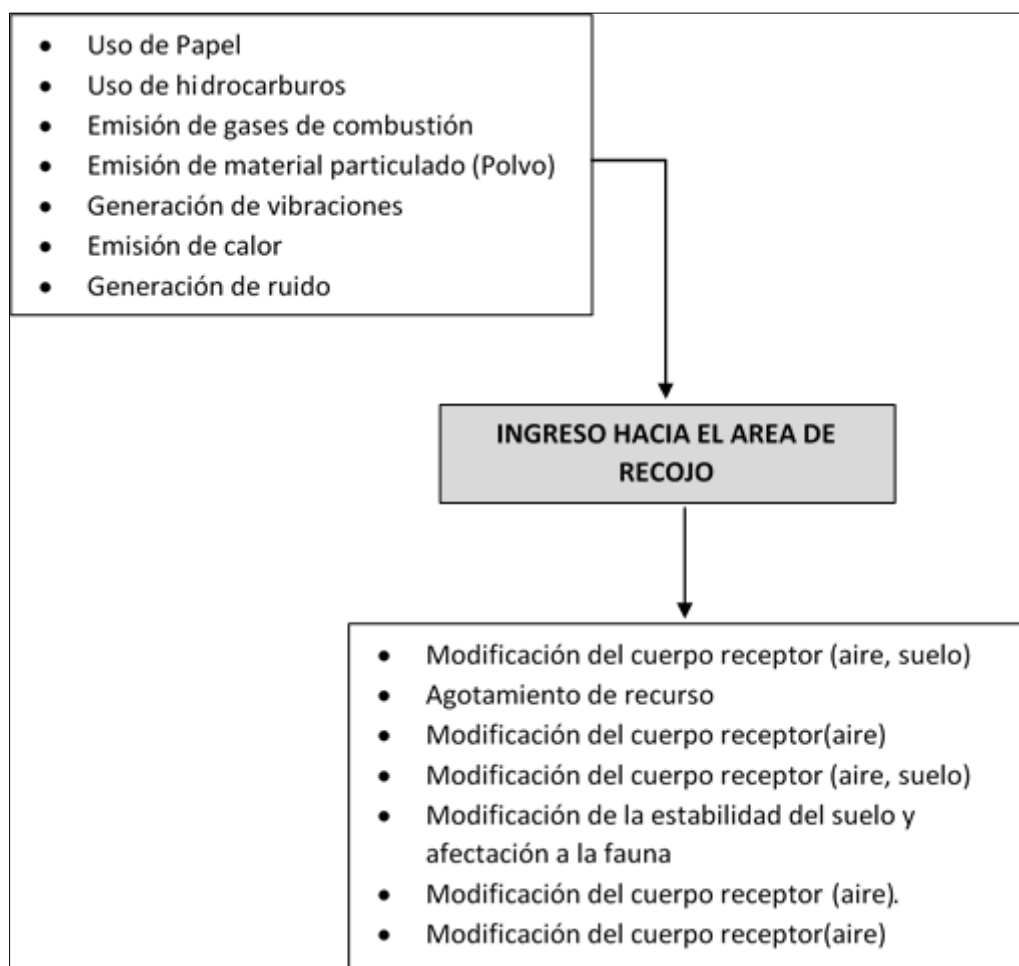 • Uso de Papel
• Uso de hidrocarburos
• Emisión de gases de combustión
• Emisión de material particulado (Polvo)
• Generación de vibraciones
• Emisión de calor
• Generación de ruido
INGRESO HACIA EL AREA DE
RECOJO
• Modificación del cuerpo receptor (aire, suelo)
• Agotamiento de recurso
• Modificación del cuerpo receptor(aire)
• Modificación del cuerpo receptor (aire, suelo)
• Modificación de la estabilidad del suelo y
afectación a la fauna
• Modificación del cuerpo receptor (aire).
• Modificación del cuerpo receptor(aire)